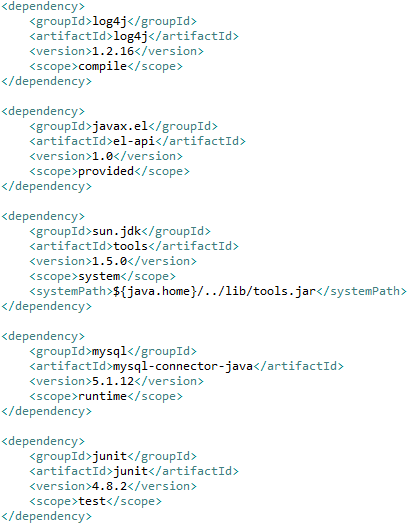 <dependency>
<groupId>log4j</groupId>
<artifactId>log4j</artifactId>
<version>1.2.16</version>
<scope>compile</scope>
</dependency>
<dependency>
<groupId>javax.el</groupId>
<artifactId>el-api</artifactId>
<version>1.0</version>
<scope>provided</scope>
</dependency>
<dependency>
<groupId>sun.jdk</groupId>
<artifactId>tools</artifactId>
<version>1.5.0</version>
<scope>system</scope>
<systemPath>${java.home}/../lib/tools.jar</systemPath>
</dependency>
<dependency>
<groupId>mysql</groupId>
<artifactId>mysql-connector-java</artifactId>
<version>5.1.12</version>
<scope>runtime</scope>
</dependency>
<dependency>
<groupId>junit</groupId>
<artifactId>junit</artifactId>
<version>4.8.2</version>
<scope>test</scope>
</dependency>